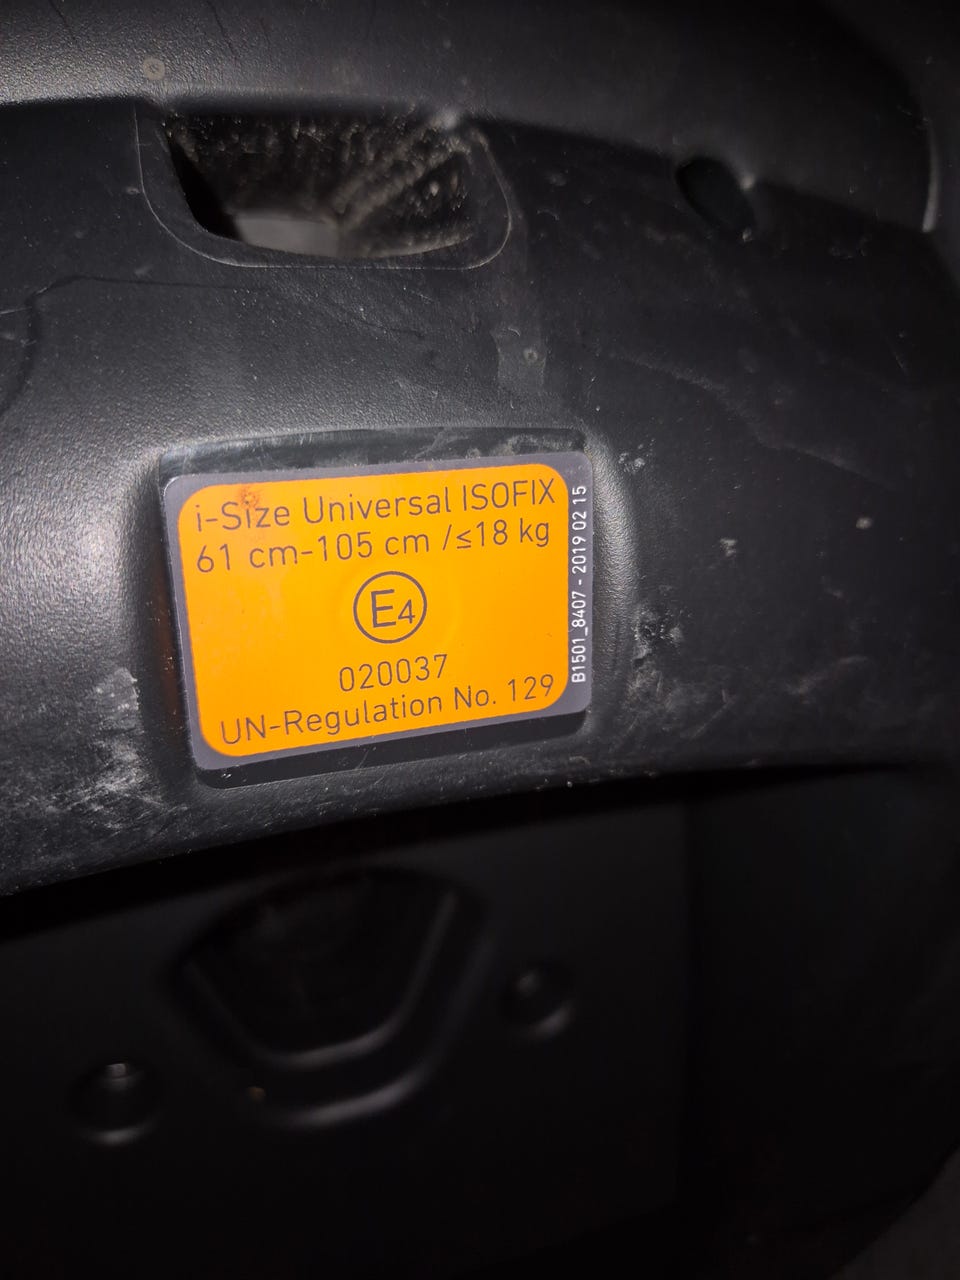 i-Size Universal ISOFIX
61 cm-105 cm /≤18 kg
E4
020037
UN-Regulation No. 129
B1501_8407 - 2019 02 15